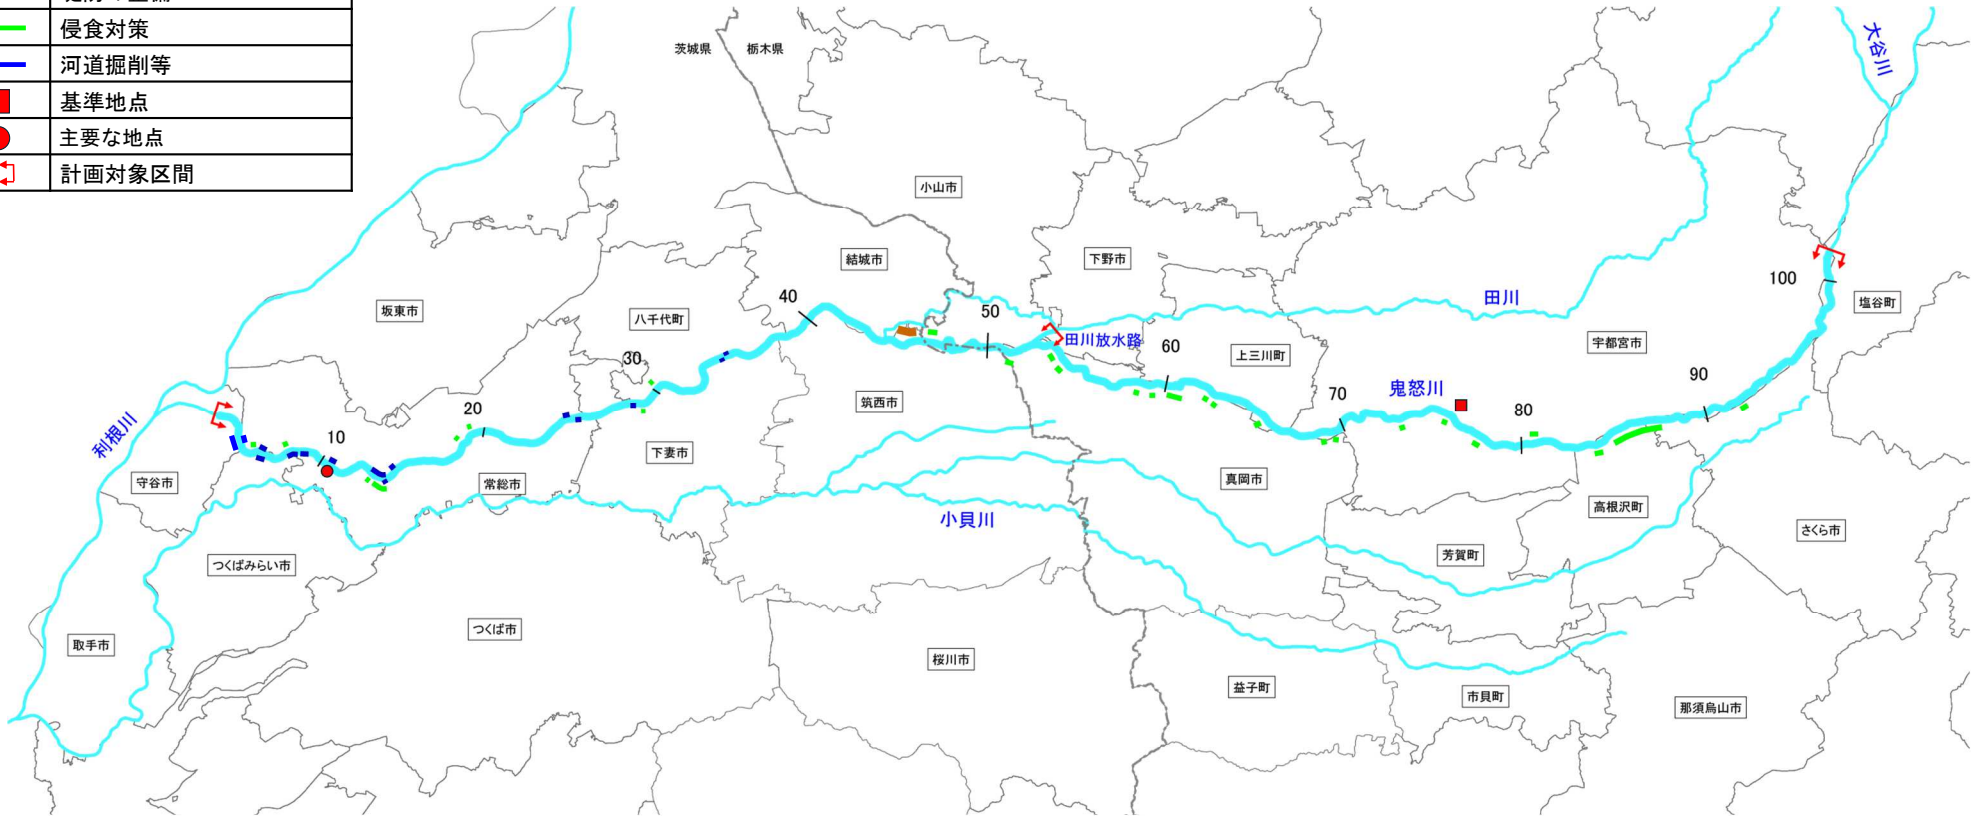 侵食対策
河道掘削等
基準地点
主要な地点
計画対象区間
茨城県
栃木県
大谷川
小山市
結城市
下野市
坂東市
八千代町
40
50
30
20
10
60
70
80
90
100
田川
田川放水路
上三川町
宇都宮市
塩谷町
鬼怒川
利根川
筑西市
下妻市
守谷市
常総市
真岡市
高根沢町
小貝川
芳賀町
さくら市
つくばみらい市
つくば市
取手市
桜川市
益子町
市貝町
那須烏山市